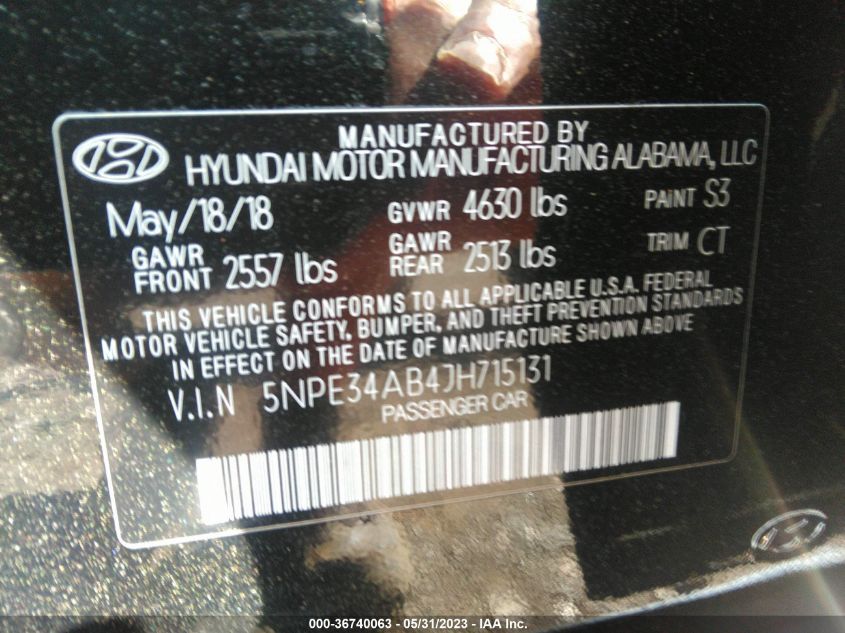 MANUFACTURED BY
HYUNDAI MOTOR MANUFACTURING ALABAMA, LLC
May/18/18 GVWR 4630 lbs PAINT S3
GAWR FRONT 2557 lbs GAWR REAR 2513 lbs TRIM CT
THIS VEHICLE CONFORMS TO ALL APPLICABLE U.S.A. FEDERAL
MOTOR VEHICLE SAFETY, BUMPER, AND THEFT PREVENTION STANDARDS
IN EFFECT ON THE DATE OF MANUFACTURE SHOWN ABOVE
V.I.N 5NPE34AB4JH715131
PASSENGER CAR
000-36740063 - 05/31/2023 - IAA Inc.